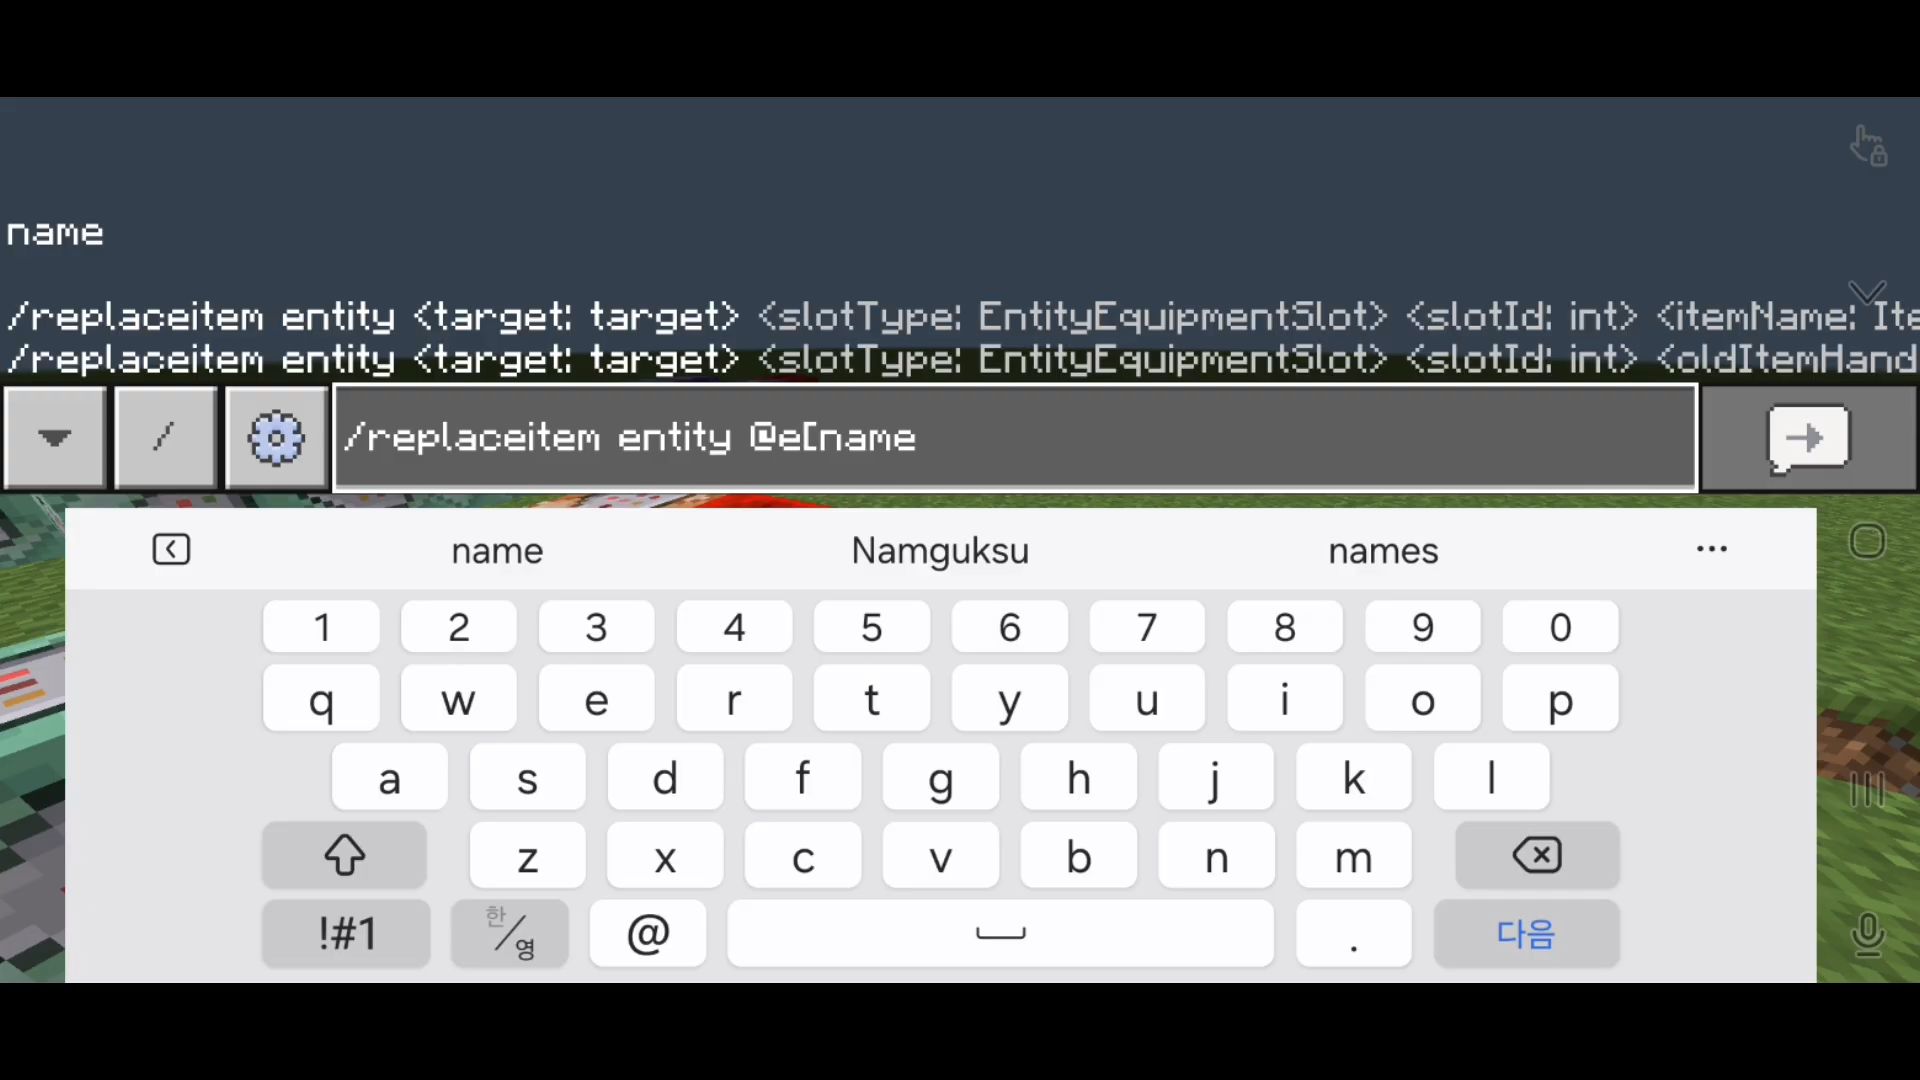 name
/replaceitem entity <target: target> <slotType: EntityEquipmentSlot> <slotId: int> <itemName: Ite
/replaceitem entity <target: target> <slotType: EntityEquipmentSlot> <slotId: int> <oldItemHand
/ /replaceitem entity @e[name
name Namguksu names ...
1 2 3 4 5 6 7 8 9 0
q w e r t y u i o p
a s d f g h j k l
z x c v b n m
!#1 한/영 @ . 다음